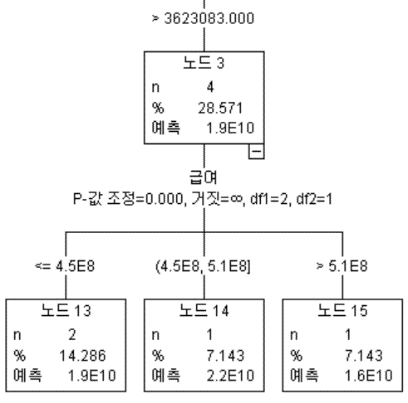 > 3623083.000
노드 3
n 4
% 28.571
예측 1.9E10
급여
P-값 조정=0.000, 거짓=∞, df1=2, df2=1
<= 4.5E8
(4.5E8, 5.1E8]
> 5.1E8
노드 13
n 2
% 14.286
예측 1.9E10
노드 14
n 1
% 7.143
예측 2.2E10
노드 15
n 1
% 7.143
예측 1.6E10